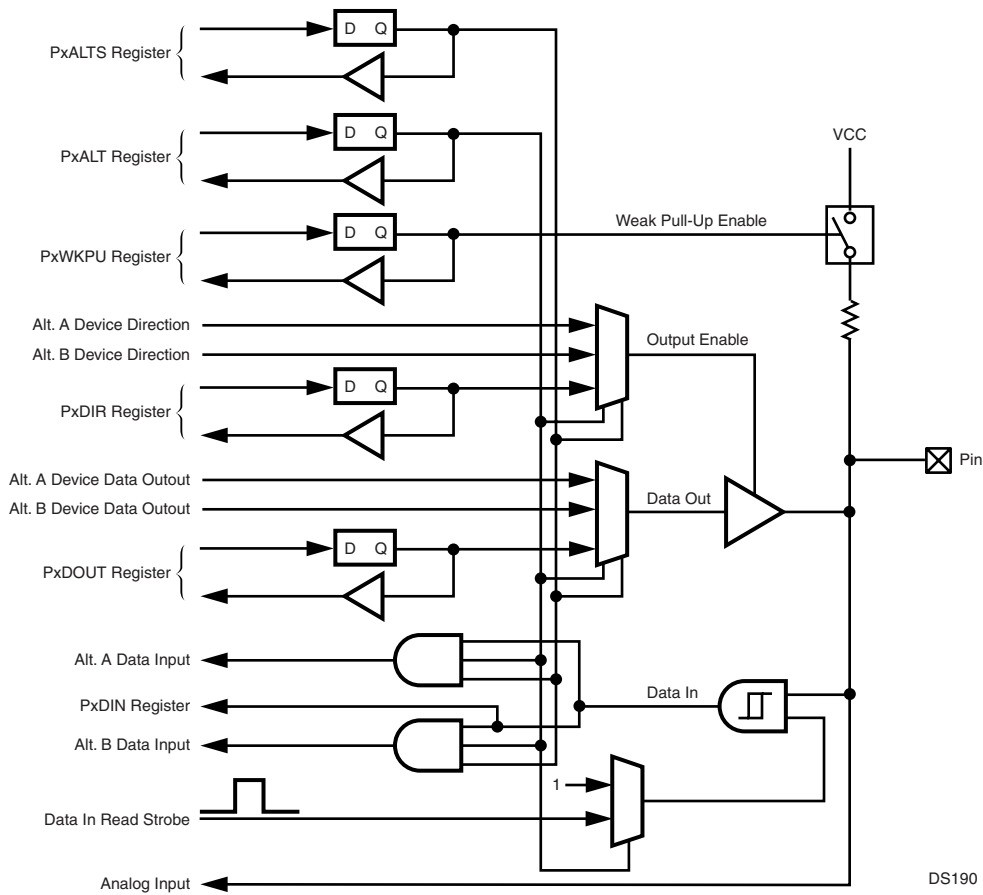 PxALTS Register
D Q
PxALT Register
D Q
VCC
PxWKPU Register
D Q
Weak Pull-Up Enable
Alt. A Device Direction
Alt. B Device Direction
Output Enable
PxDIR Register
D Q
Pin
Alt. A Device Data Outout
Alt. B Device Data Outout
Data Out
PxDOUT Register
D Q
Alt. A Data Input
PxDIN Register
Data In
Alt. B Data Input
1
Data In Read Strobe
Analog Input
DS190